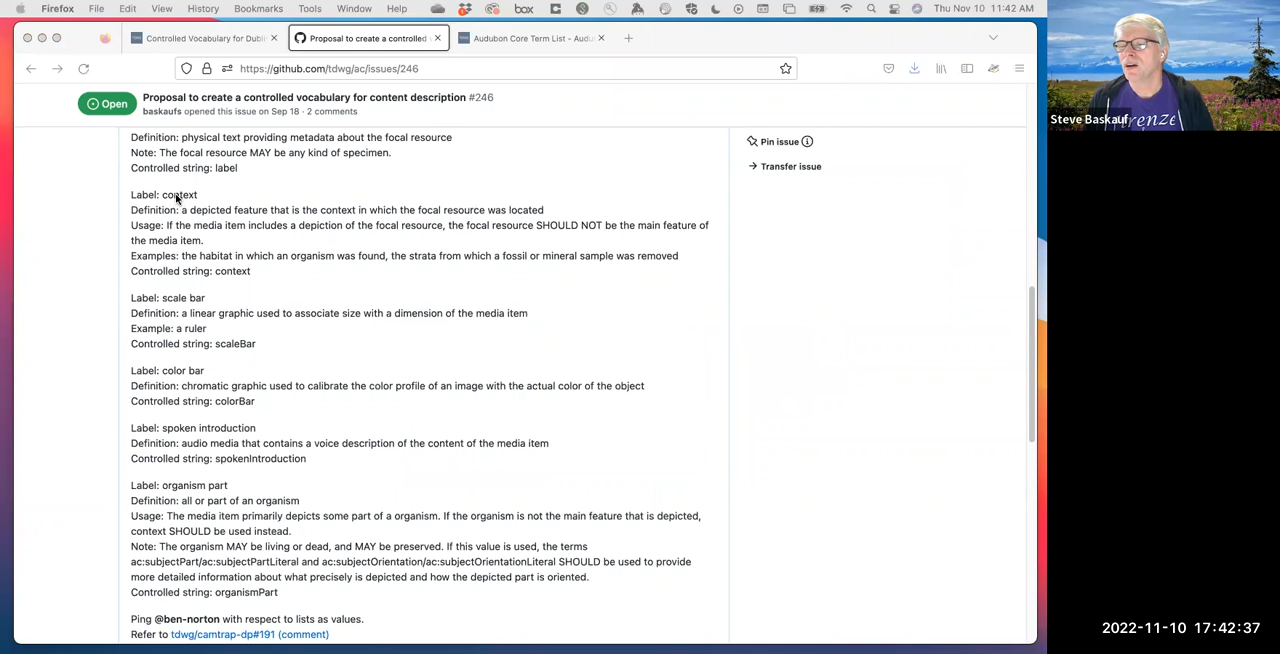 Firefox File Edit View History Bookmarks Tools Window Help box Thu Nov 10 11:42 AM
Controlled Vocabulary for Dubli Proposal to create a controlled Audubon Core Term List - Audu
https://github.com/tdwg/ac/issues/246
Open Proposal to create a controlled vocabulary for content description #246
baskaufs opened this issue on Sep 18 · 2 comments
Definition: physical text providing metadata about the focal resource
Note: The focal resource MAY be any kind of specimen.
Controlled string: label
Label: context
Definition: a depicted feature that is the context in which the focal resource was located
Usage: If the media item includes a depiction of the focal resource, the focal resource SHOULD NOT be the main feature of
the media item.
Examples: the habitat in which an organism was found, the strata from which a fossil or mineral sample was removed
Controlled string: context
Label: scale bar
Definition: a linear graphic used to associate size with a dimension of the media item
Example: a ruler
Controlled string: scaleBar
Label: color bar
Definition: chromatic graphic used to calibrate the color profile of an image with the actual color of the object
Controlled string: colorBar
Label: spoken introduction
Definition: audio media that contains a voice description of the content of the media item
Controlled string: spokenIntroduction
Label: organism part
Definition: all or part of an organism
Usage: The media item primarily depicts some part of a organism. If the organism is not the main feature that is depicted,
context SHOULD be used instead.
Note: The organism MAY be living or dead, and MAY be preserved. If this value is used, the terms
ac:subjectPart/ac:subjectPartLiteral and ac:subjectOrientation/ac:subjectOrientationLiteral SHOULD be used to provide
more detailed information about what precisely is depicted and how the depicted part is oriented.
Controlled string: organismPart
Ping @ben-norton with respect to lists as values.
Refer to tdwg/camtrap-dp#191 (comment)
Pin issue
Transfer issue
Steve Baskauf
2022-11-10 17:42:37